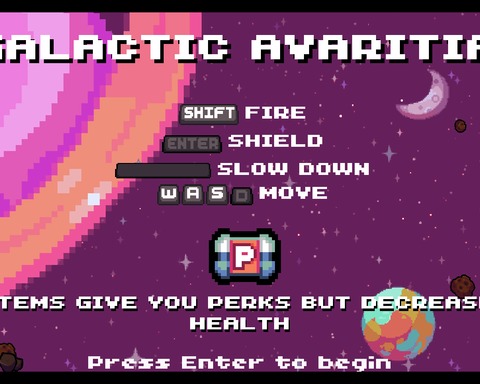 GALACTIC AVARITIA
SHIFT FIRE
ENTER SHIELD
SLOW DOWN
W A S D MOVE
P
ITEMS GIVE YOU PERKS BUT DECREASE
HEALTH
Press Enter to begin